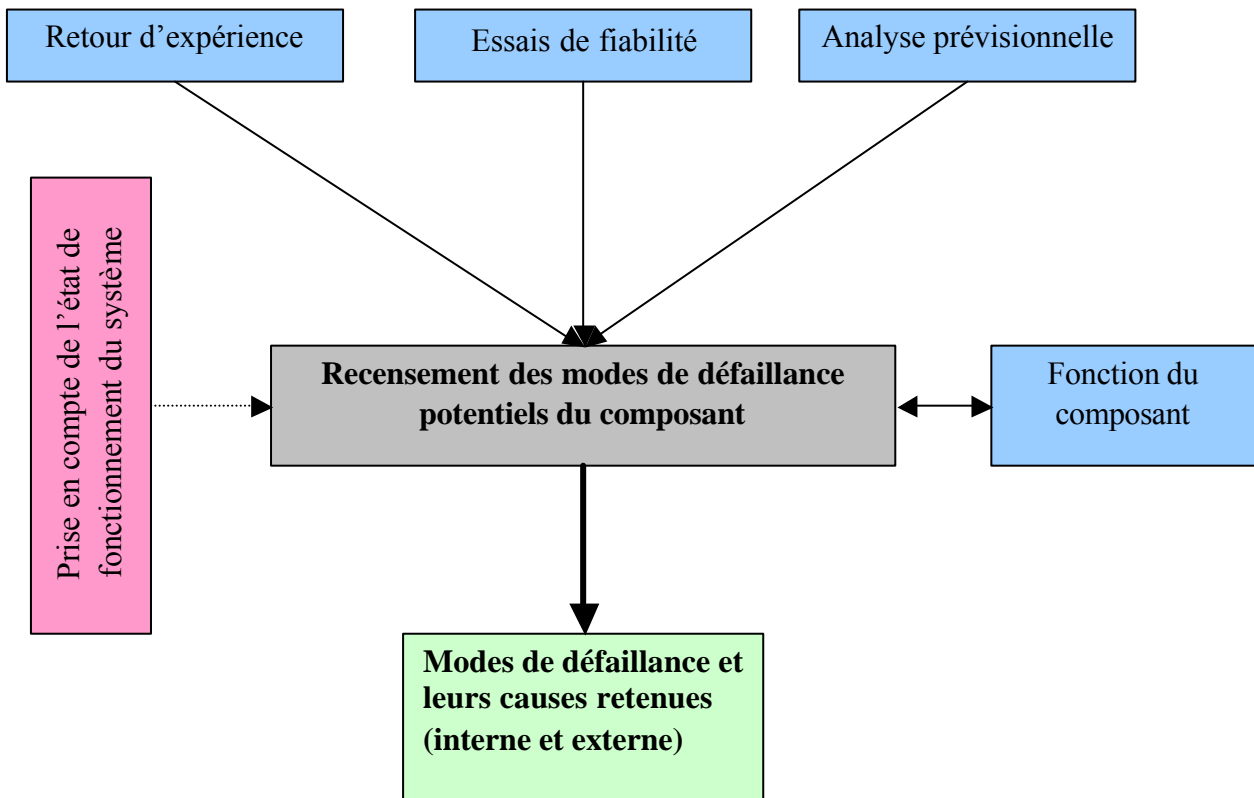 Retour d’expérience
Essais de fiabilité
Analyse prévisionnelle
Prise en compte de l’état de
fonctionnement du système
Recensement des modes de défaillance
potentiels du composant
Fonction du
composant
Modes de défaillance et
leurs causes retenues
(interne et externe)